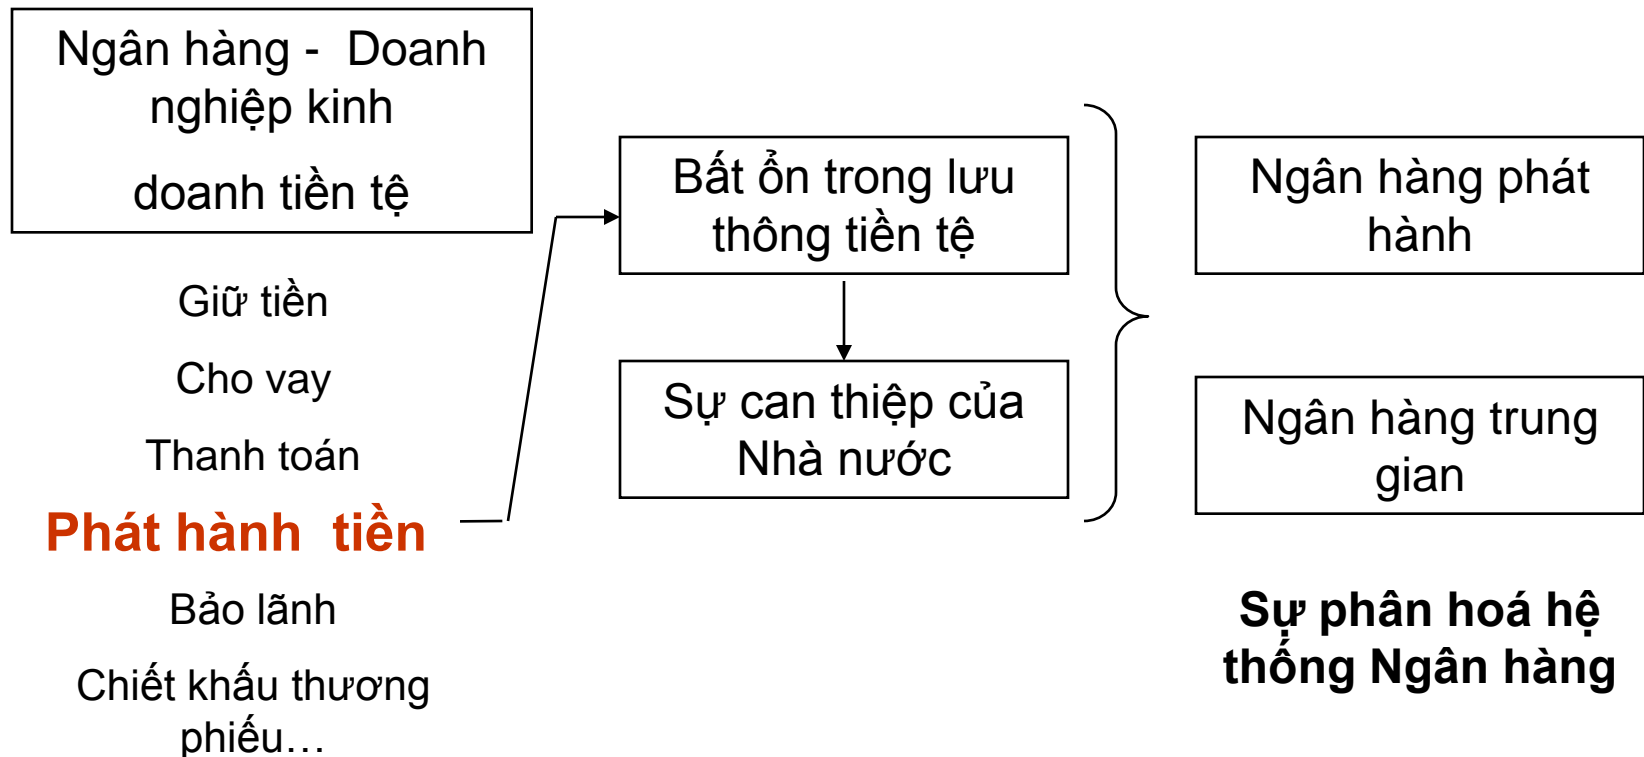 Ngân hàng - Doanh
nghiệp kinh
doanh tiền tệ
Giữ tiền
Cho vay
Thanh toán
Phát hành tiền
Bảo lãnh
Chiết khấu thương
phiếu…
Bất ổn trong lưu
thông tiền tệ
Sự can thiệp của
Nhà nước
Ngân hàng phát
hành
Ngân hàng trung
gian
Sự phân hoá hệ
thống Ngân hàng